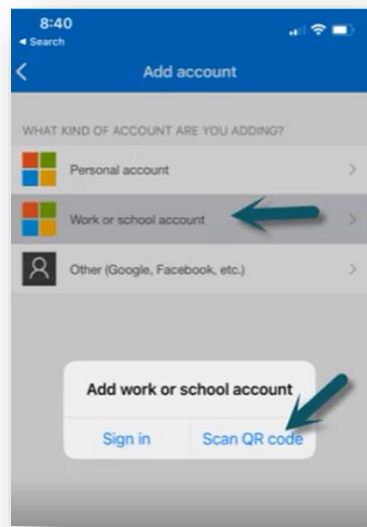 8:40
◄ Search
Add account
WHAT KIND OF ACCOUNT ARE YOU ADDING?
Personal account
Work or school account
Other (Google, Facebook, etc.)
Add work or school account
Sign in Scan QR code